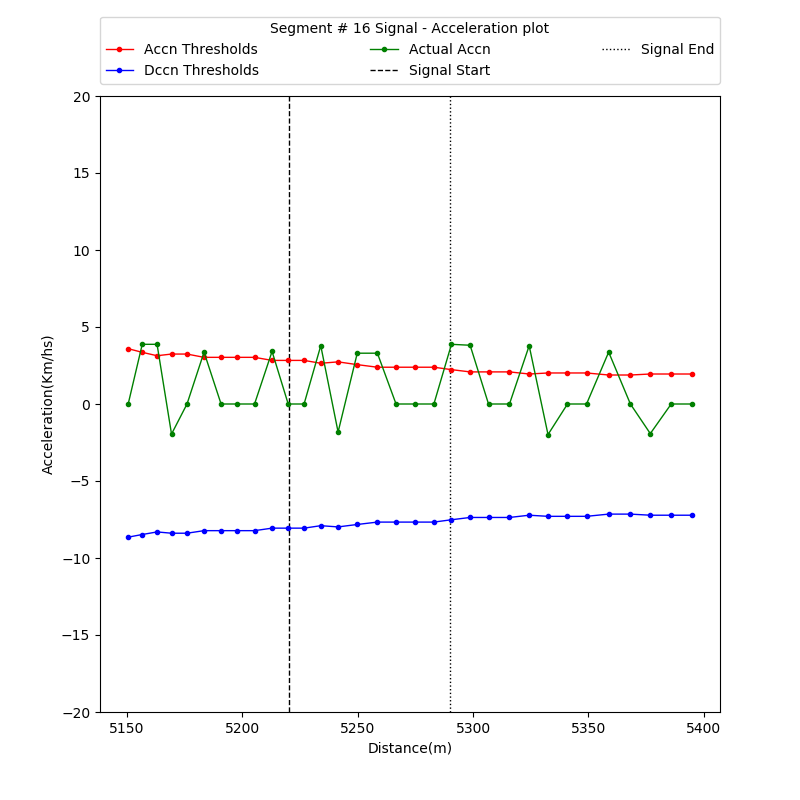 Segment # 16 Signal - Acceleration plot
Accn Thresholds
Dccn Thresholds
Actual Accn
Signal Start
Signal End
20
15
10
5
0
−5
−10
−15
−20
Acceleration(Km/hs)
5150 5200 5250 5300 5350 5400
Distance(m)